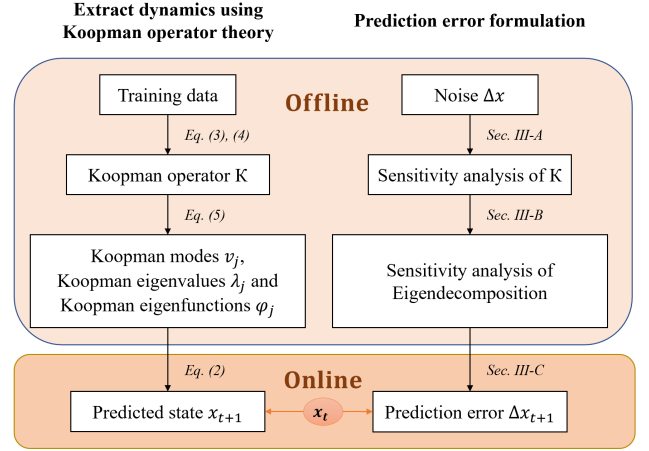 Extract dynamics using
Koopman operator theory
Prediction error formulation
Offline
Training data
Noise Δx
Eq. (3), (4)
Sec. III-A
Koopman operator K
Sensitivity analysis of K
Eq. (5)
Sec. III-B
Koopman modes v_j,
Koopman eigenvalues λ_j and
Koopman eigenfunctions φ_j
Sensitivity analysis of
Eigendecomposition
Eq. (2)
Online
Sec. III-C
Predicted state x_{t+1}
x_t
Prediction error Δx_{t+1}